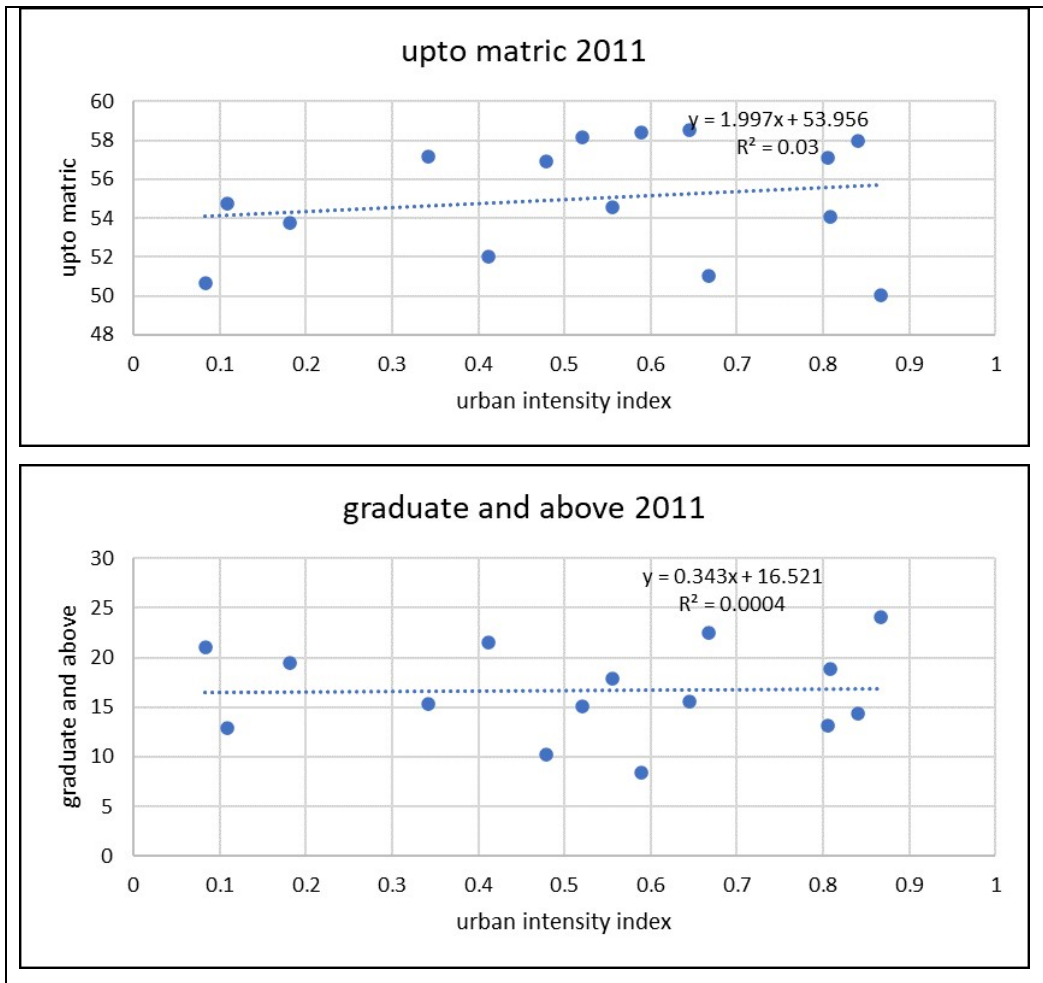 upto matric 2011
60
58
56
54
52
50
48
upto matric
y = 1.997x + 53.956
R² = 0.03
0 0.1 0.2 0.3 0.4 0.5 0.6 0.7 0.8 0.9 1
urban intensity index
graduate and above 2011
30
25
20
15
10
5
0
graduate and above
y = 0.343x + 16.521
R² = 0.0004
0 0.1 0.2 0.3 0.4 0.5 0.6 0.7 0.8 0.9 1
urban intensity index